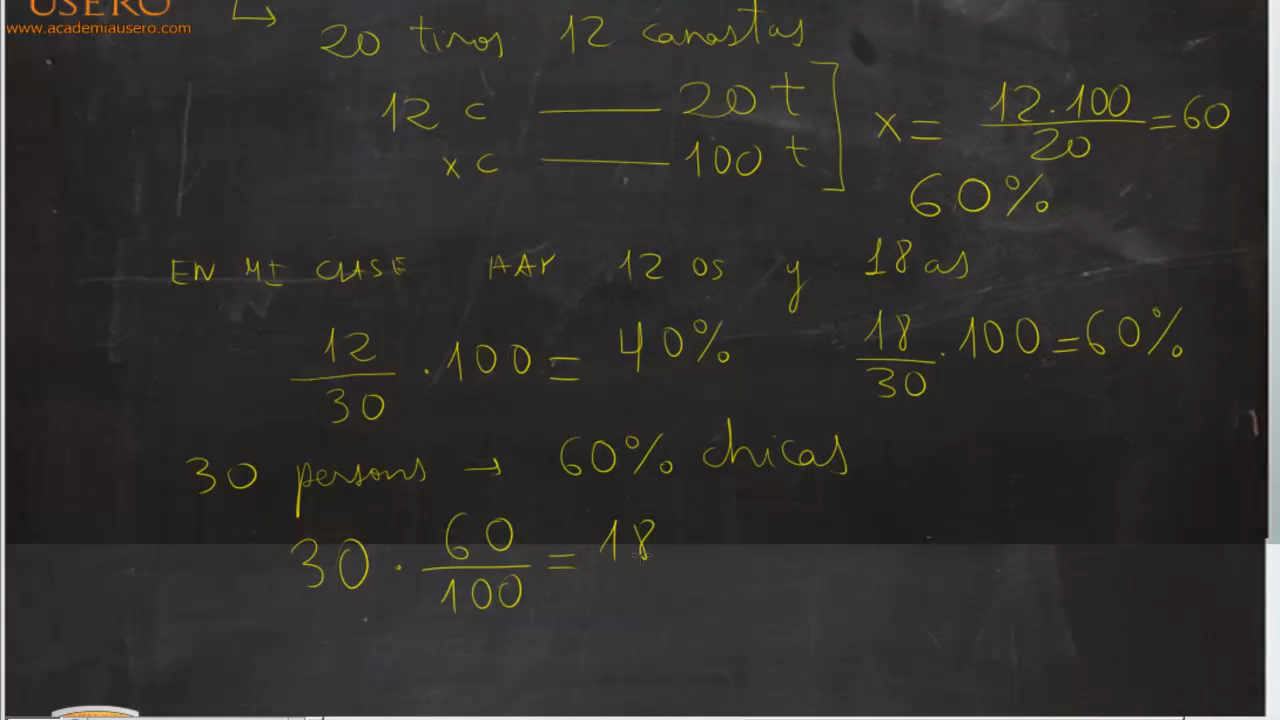 USERO
www.academiausero.com
↳ 20 tiros 12 canastas
12 c —— 20 t
x c —— 100 t
x = 12·100/20 = 60
60%
EN MI CLASE HAY 12 os y 18 as
12/30 · 100 = 40%
18/30 · 100 = 60%
30 persons → 60% chicas
30 · 60/100 = 18